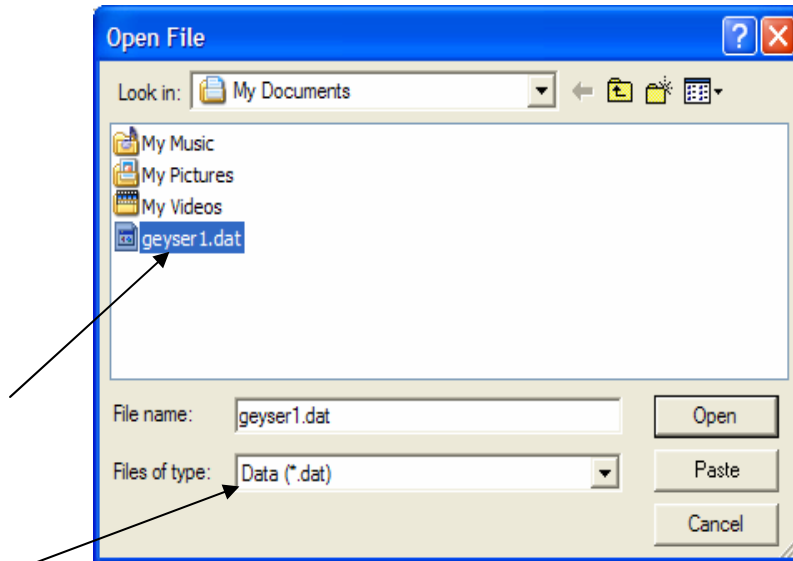 Open File
Look in: My Documents
My Music
My Pictures
My Videos
geyser1.dat
File name: geyser1.dat Open
Files of type: Data (*.dat) Paste
Cancel